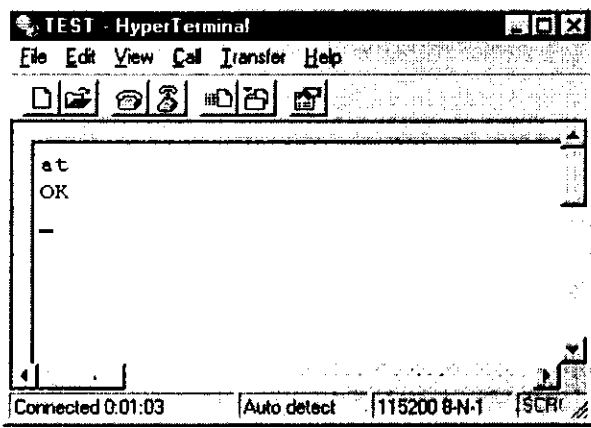 TEST - HyperTerminal
File Edit View Call Transfer Help
at
OK
_
Connected 0:01:03 Auto detect 115200 8-N-1